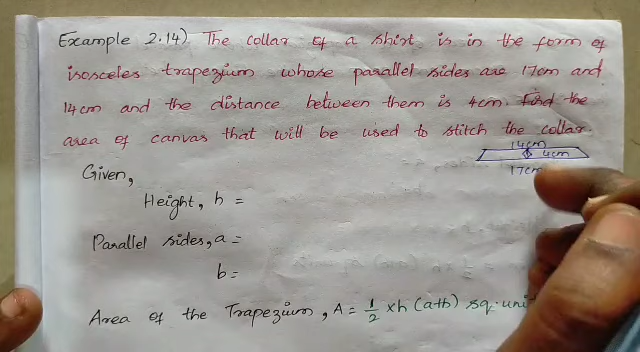 Example 2.14) The collar of a shirt is in the form of
isosceles trapezium whose parallel sides are 17cm and
14cm and the distance between them is 4cm. Find the
area of canvas that will be used to stitch the collar.
14cm
4cm
17cm
Given,
Height, h =
Parallel sides, a =
b =
Area of the Trapezium, A = 1/2 x h (a+b) sq. uni